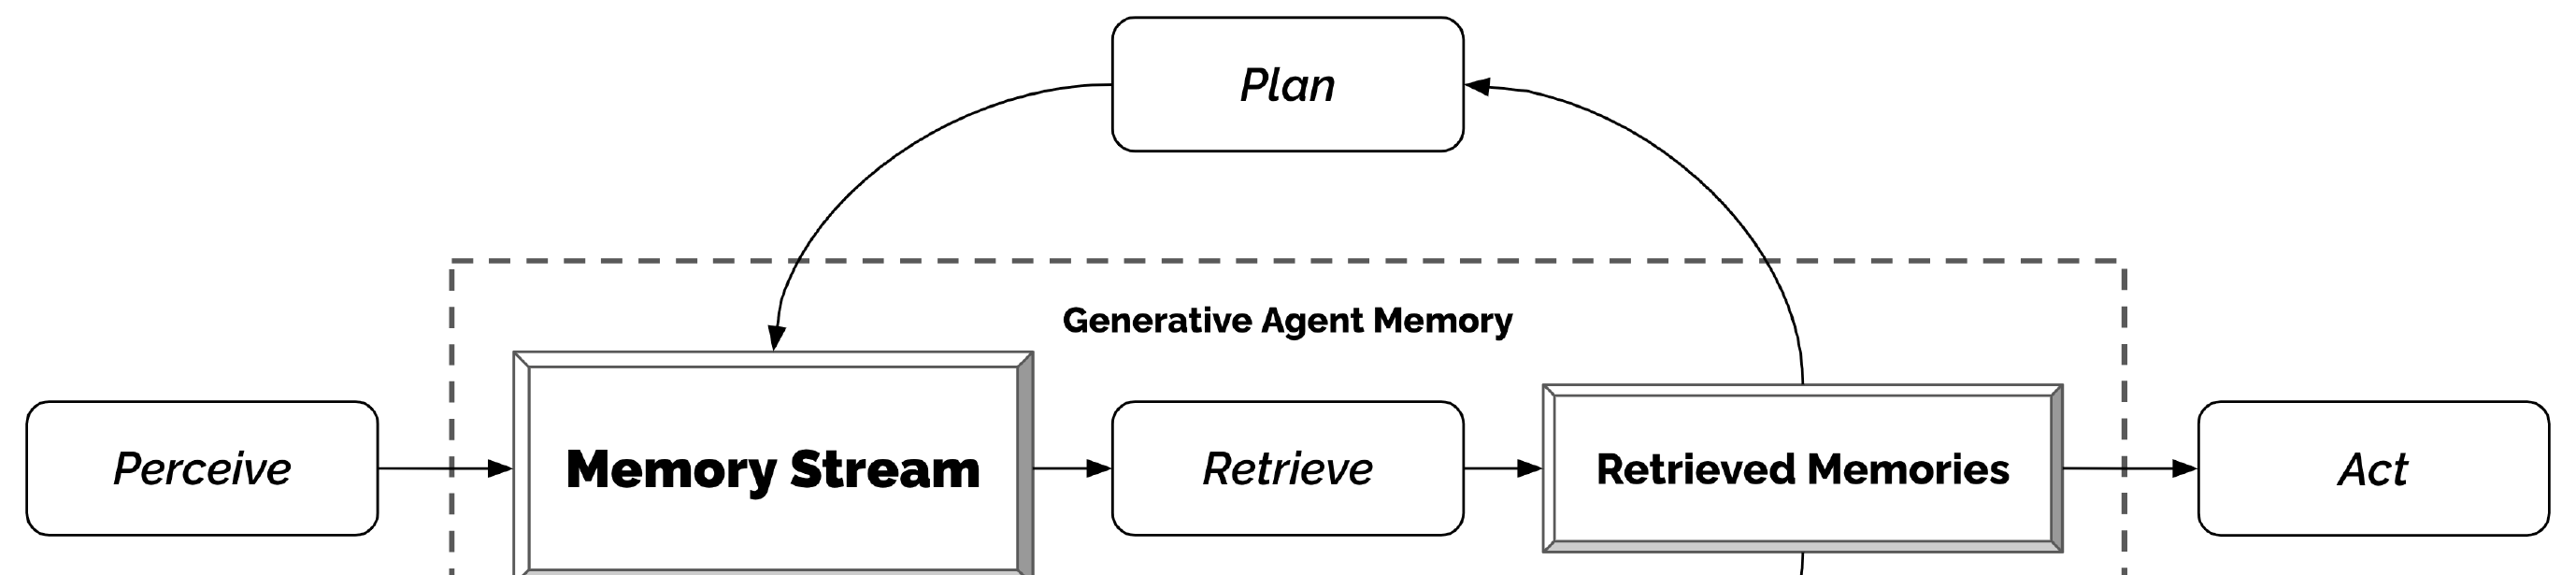 Plan
Generative Agent Memory
Perceive
Memory Stream
Retrieve
Retrieved Memories
Act